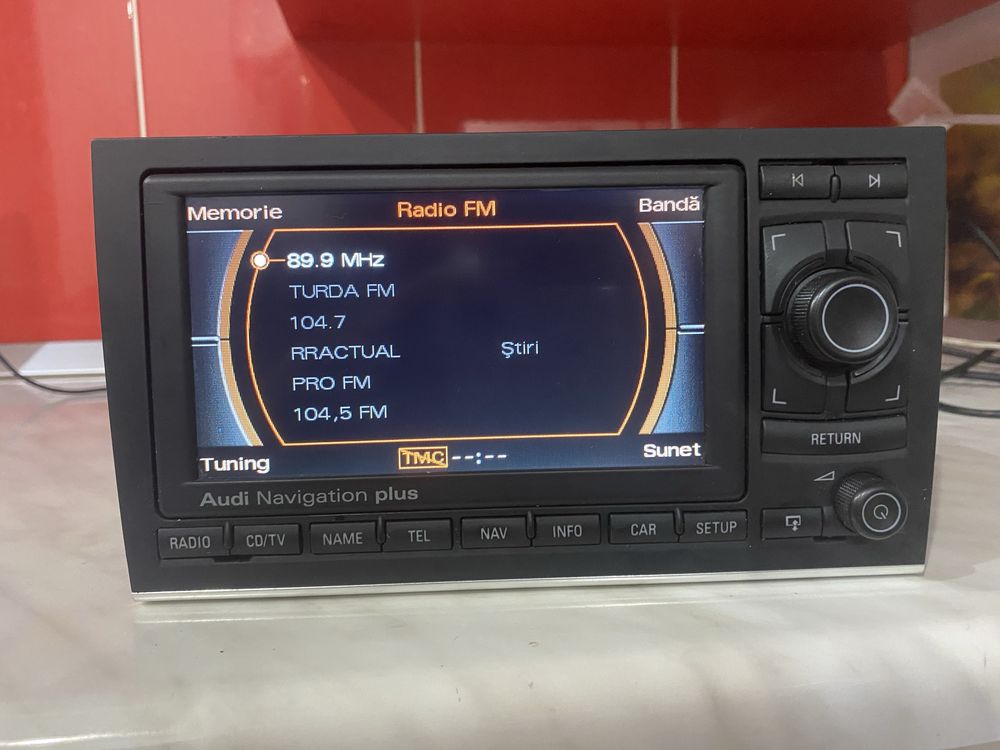 Memorie Radio FM Bandă
89.9 MHz
TURDA FM
104.7
RRACTUAL Ştiri
PRO FM
104,5 FM
Tuning TMC --:-- Sunet
Audi Navigation plus
RETURN
RADIO CD/TV NAME TEL NAV INFO CAR SETUP